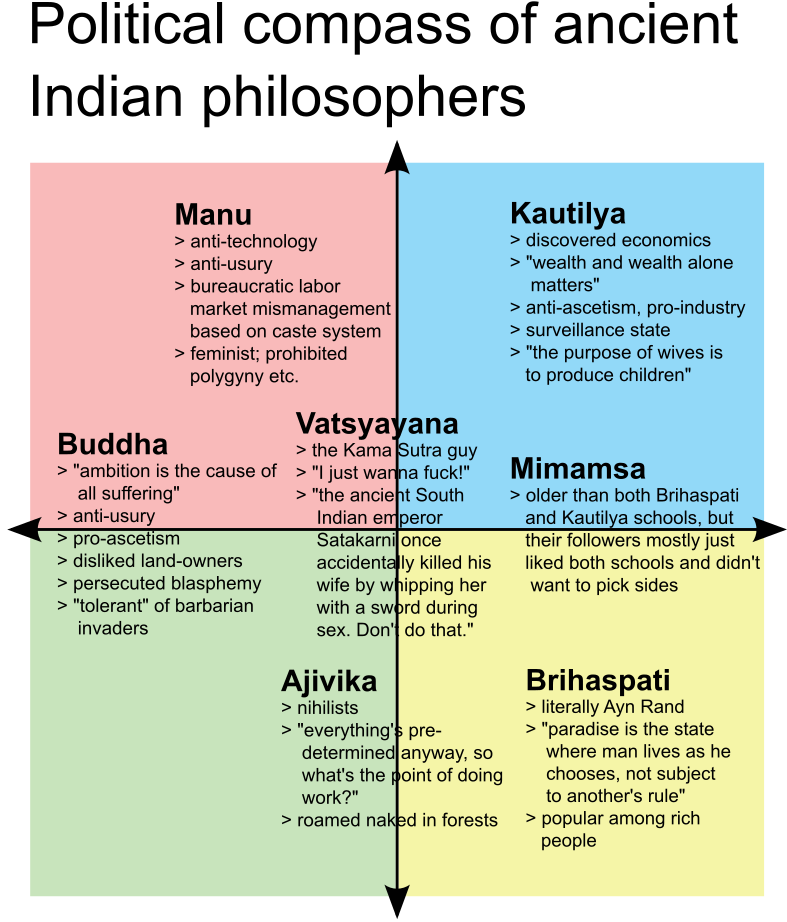 Political compass of ancient
Indian philosophers
Manu
> anti-technology
> anti-usury
> bureaucratic labor
market mismanagement
based on caste system
> feminist; prohibited
polygyny etc.
Kautilya
> discovered economics
> "wealth and wealth alone
matters"
> anti-ascetism, pro-industry
> surveillance state
> "the purpose of wives is
to produce children"
Buddha
> "ambition is the cause of
all suffering"
> anti-usury
> pro-ascetism
> disliked land-owners
> persecuted blasphemy
> "tolerant" of barbarian
invaders
Vatsyayana
> the Kama Sutra guy
> "I just wanna fuck!"
> "the ancient South
Indian emperor
Satakarni once
accidentally killed his
wife by whipping her
with a sword during
sex. Don't do that."
Mimamsa
> older than both Brihaspati
and Kautilya schools, but
their followers mostly just
liked both schools and didn't
want to pick sides
Ajivika
> nihilists
> "everything's pre-
determined anyway, so
what's the point of doing
work?"
> roamed naked in forests
Brihaspati
> literally Ayn Rand
> "paradise is the state
where man lives as he
chooses, not subject
to another's rule"
> popular among rich
people